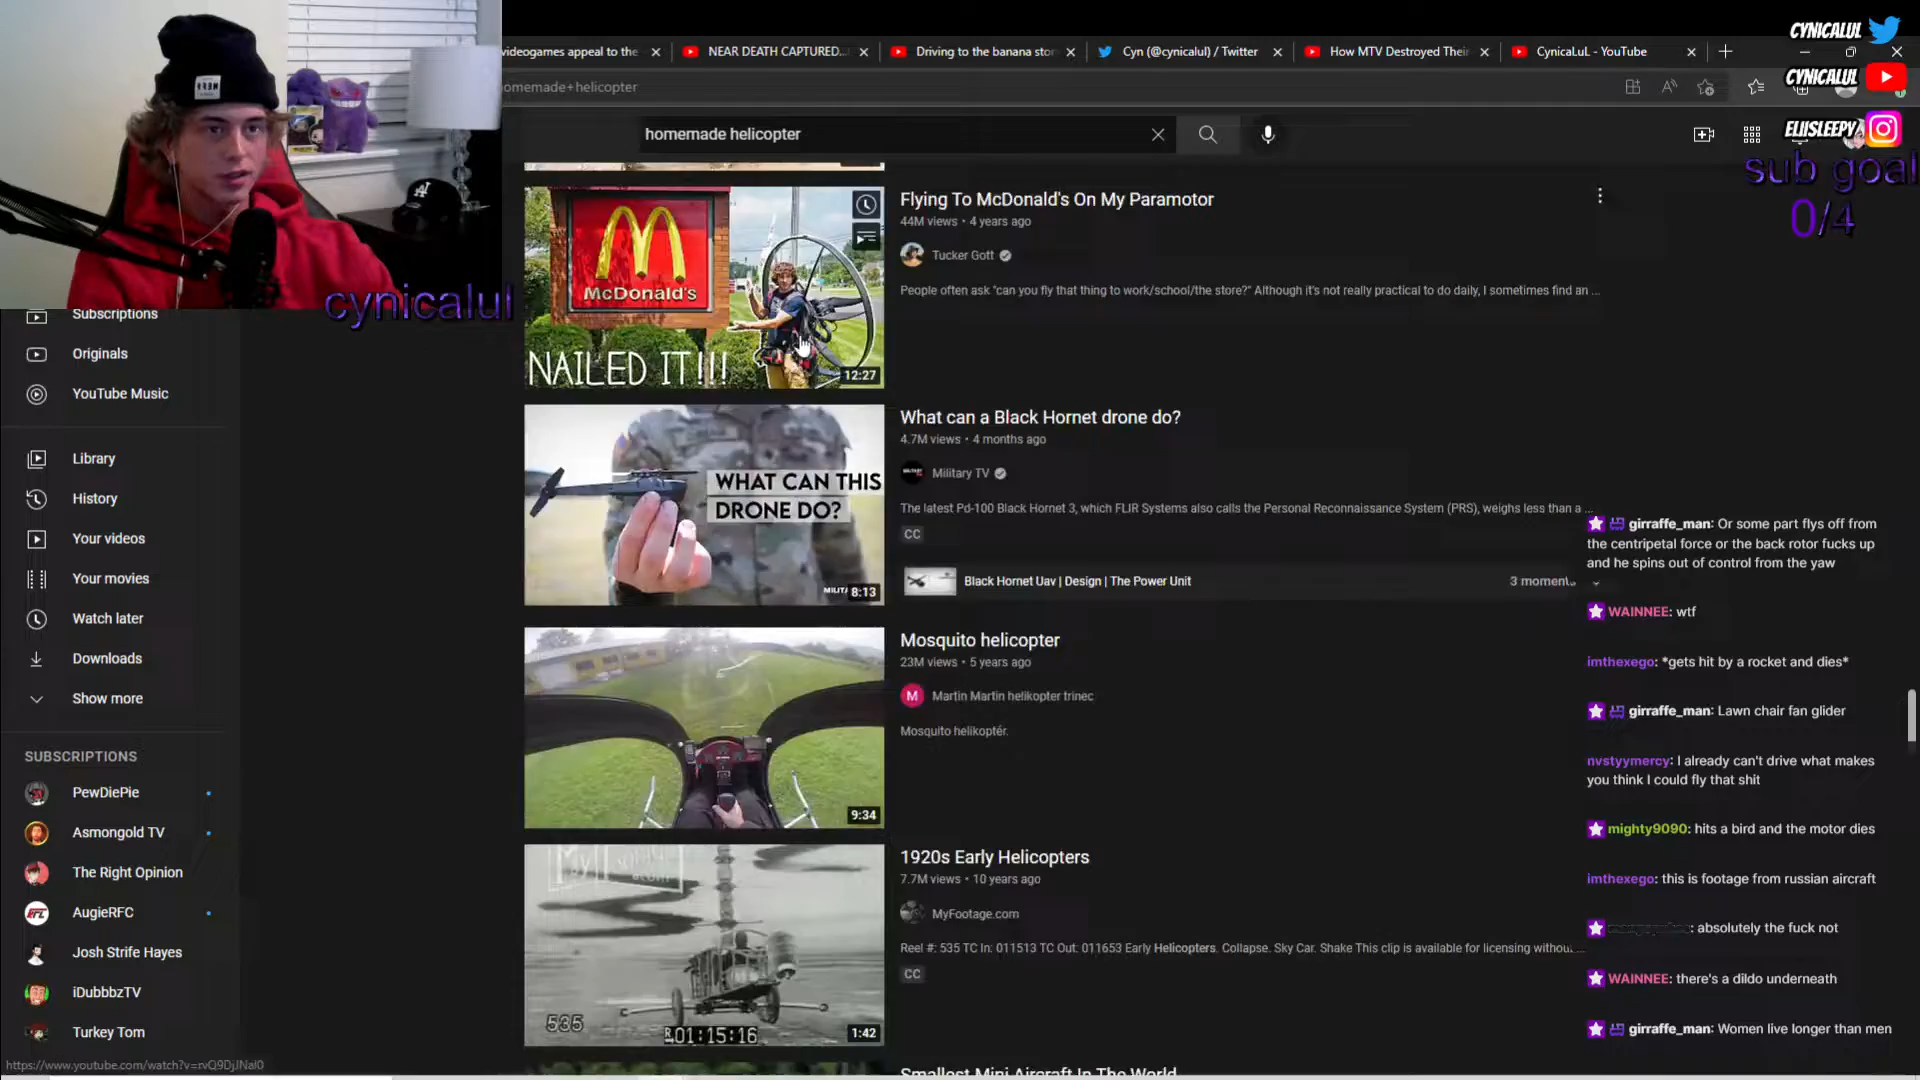 CYNICALUL
videogames appeal to the
NEAR DEATH CAPTURED...
Driving to the banana stor
Cyn (@cynicalul) / Twitter
How MTV Destroyed Thei
CynicaLuL - YouTube
CYNICALUL
omemade+helicopter
homemade helicopter
ELIISLEEPY
sub goal
0/4
McDonald's
NAILED IT!!!
12:27
Flying To McDonald's On My Paramotor
44M views • 4 years ago
Tucker Gott
People often ask "can you fly that thing to work/school/the store?" Although it's not really practical to do daily, I sometimes find an ...
cynicalul
Subscriptions
Originals
YouTube Music
Library
History
Your videos
Your movies
Watch later
Downloads
Show more
SUBSCRIPTIONS
PewDiePie
Asmongold TV
The Right Opinion
AugieRFC
Josh Strife Hayes
iDubbbzTV
Turkey Tom
WHAT CAN THIS
DRONE DO?
8:13
What can a Black Hornet drone do?
4.7M views • 4 months ago
Military TV
The latest Pd-100 Black Hornet 3, which FLIR Systems also calls the Personal Reconnaissance System (PRS), weighs less than a ...
CC
Black Hornet Uav | Design | The Power Unit
3 moments
9:34
Mosquito helicopter
23M views • 5 years ago
M
Martin Martin helikopter trinec
Mosquito helikoptér.
535
R01:15:16
1:42
1920s Early Helicopters
7.7M views • 10 years ago
MyFootage.com
Reel #: 535 TC In: 011513 TC Out: 011653 Early Helicopters. Collapse. Sky Car. Shake This clip is available for licensing withou ...
CC
Smallest Mini Aircraft In The World
girraffe_man: Or some part flys off from
the centripetal force or the back rotor fucks up
and he spins out of control from the yaw
WAINNEE: wtf
imthexego: *gets hit by a rocket and dies*
girraffe_man: Lawn chair fan glider
nvstyymercy: I already can't drive what makes
you think I could fly that shit
mighty9090: hits a bird and the motor dies
imthexego: this is footage from russian aircraft
: absolutely the fuck not
WAINNEE: there's a dildo underneath
girraffe_man: Women live longer than men
https://www.youtube.com/watch?v=rvQ9DjJNal0